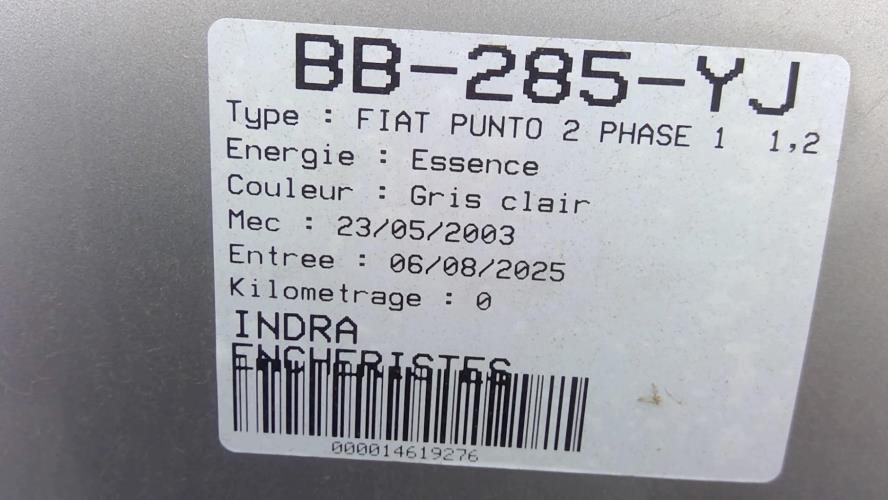 BB-285-YJ
Type : FIAT PUNTO 2 PHASE 1 1,2
Energie : Essence
Couleur : Gris clair
Mec : 23/05/2003
Entree : 06/08/2025
Kilometrage : 0
INDRA
ENCHERISTES
000014619276